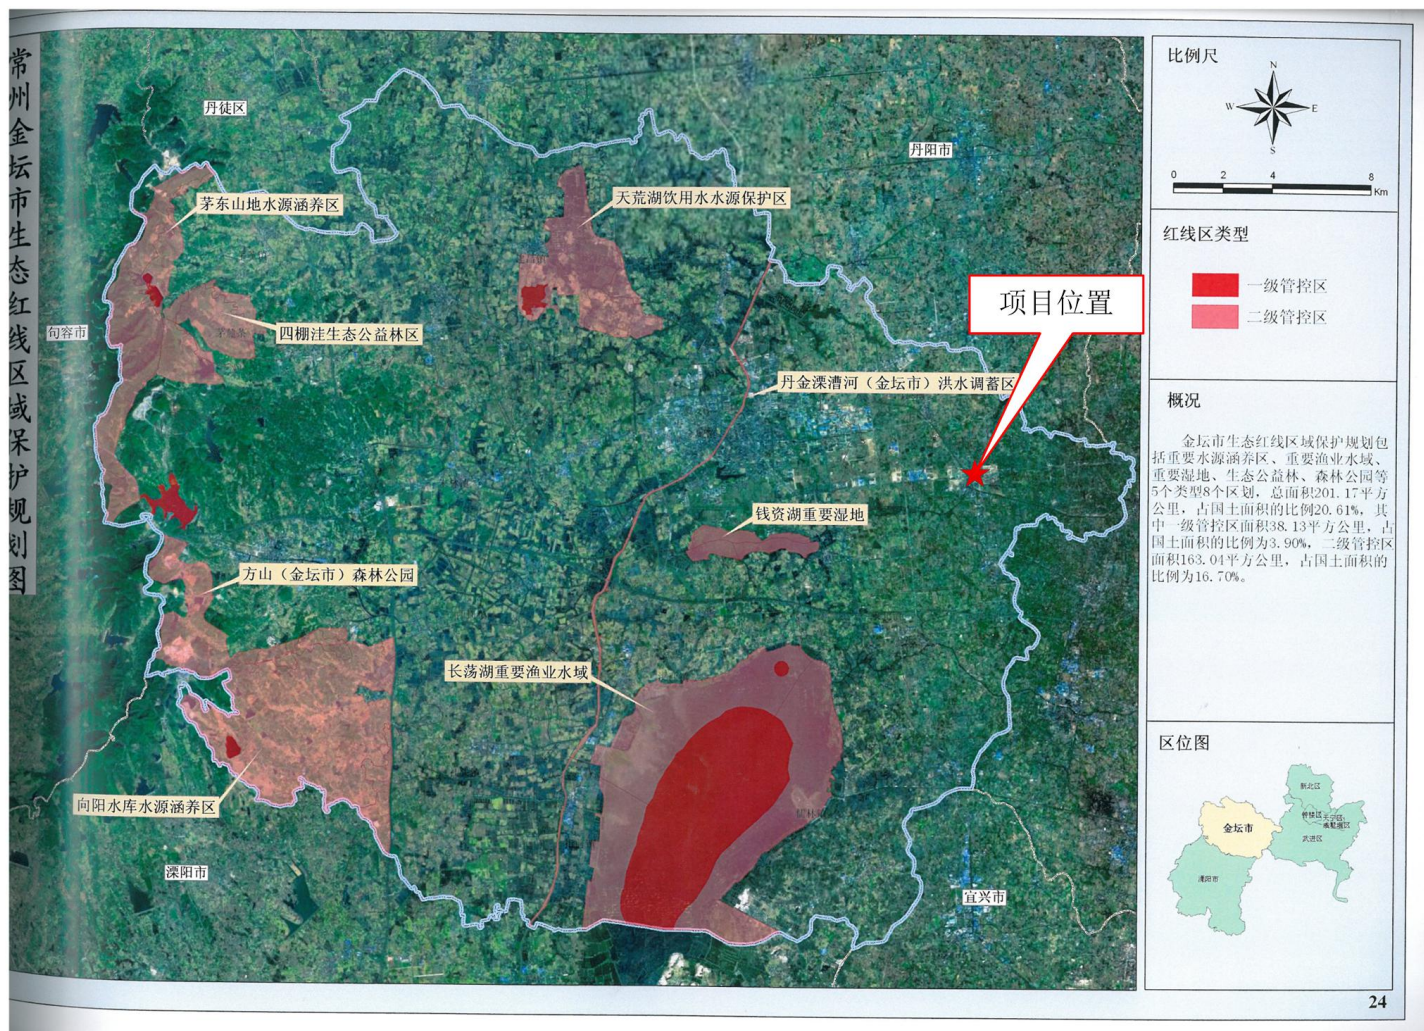 常州金坛市生态红线区域保护规划图
丹徒区
丹阳市
茅东山地水源涵养区
天荒湖饮用水水源保护区
项目位置
句容市
四棚洼生态公益林区
丹金溧漕河（金坛市）洪水调蓄区
钱资湖重要湿地
方山（金坛市）森林公园
长荡湖重要渔业水域
向阳水库水源涵养区
溧阳市
宜兴市
比例尺
N
W
E
S
0 2 4 8
Km
红线区类型
一级管控区
二级管控区
概况
金坛市生态红线区域保护规划包
括重要水源涵养区、重要渔业水域、
重要湿地、生态公益林、森林公园等
5个类型8个区划，总面积201.17平方
公里，占国土面积的比例20.61%，其
中一级管控区面积38.13平方公里，占
国土面积的比例为3.90%，二级管控区
面积163.04平方公里，占国土面积的
比例为16.70%。
区位图
新北区
钟楼区
天宁区
戚墅堰区
武进区
金坛市
溧阳市
24